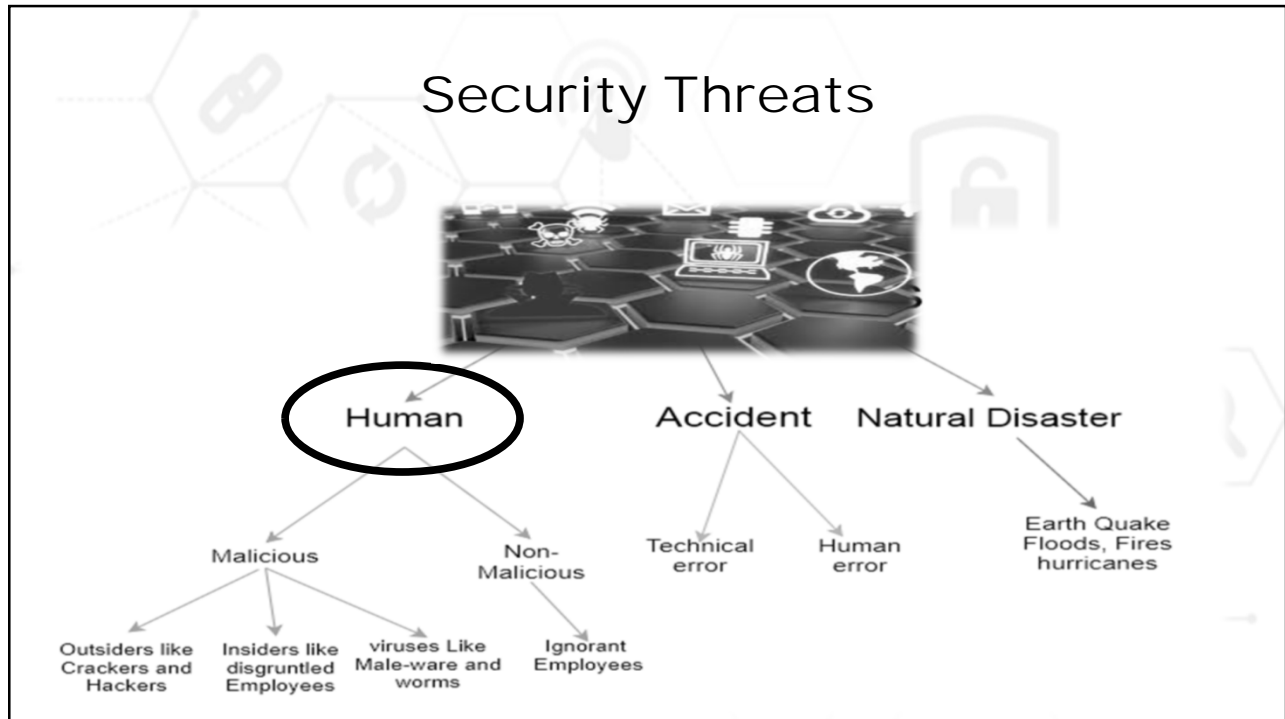 Security Threats
Human
Accident
Natural Disaster
Malicious
Non-
Malicious
Technical
error
Human
error
Earth Quake
Floods, Fires
hurricanes
Outsiders like
Crackers and
Hackers
Insiders like
disgruntled
Employees
viruses Like
Male-ware and
worms
Ignorant
Employees